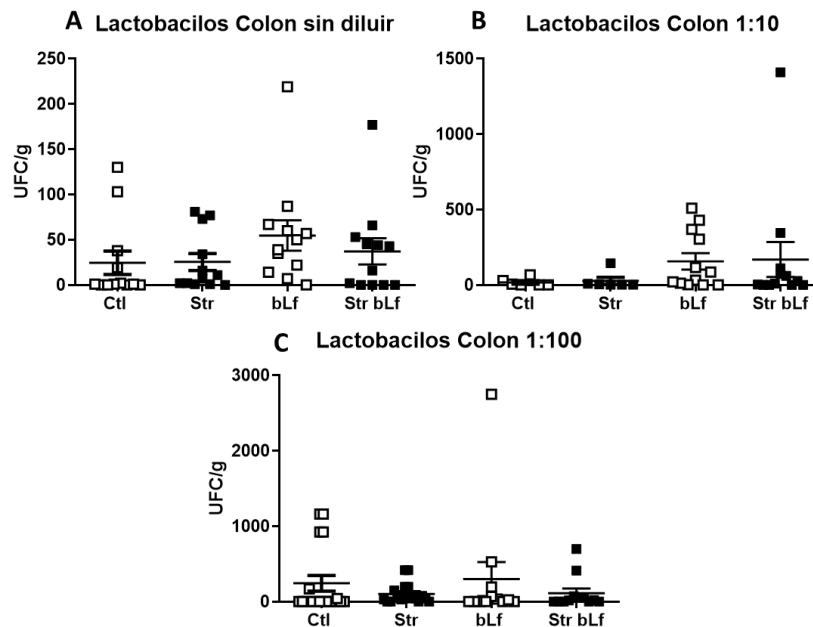 A Lactobacilos Colon sin diluir
250
200
150
100
50
0
UFC/g
Ctl Str bLf Str bLf
B Lactobacilos Colon 1:10
1500
1000
500
0
UFC/g
Ctl Str bLf Str bLf
C Lactobacilos Colon 1:100
3000
2000
1000
0
UFC/g
Ctl Str bLf Str bLf